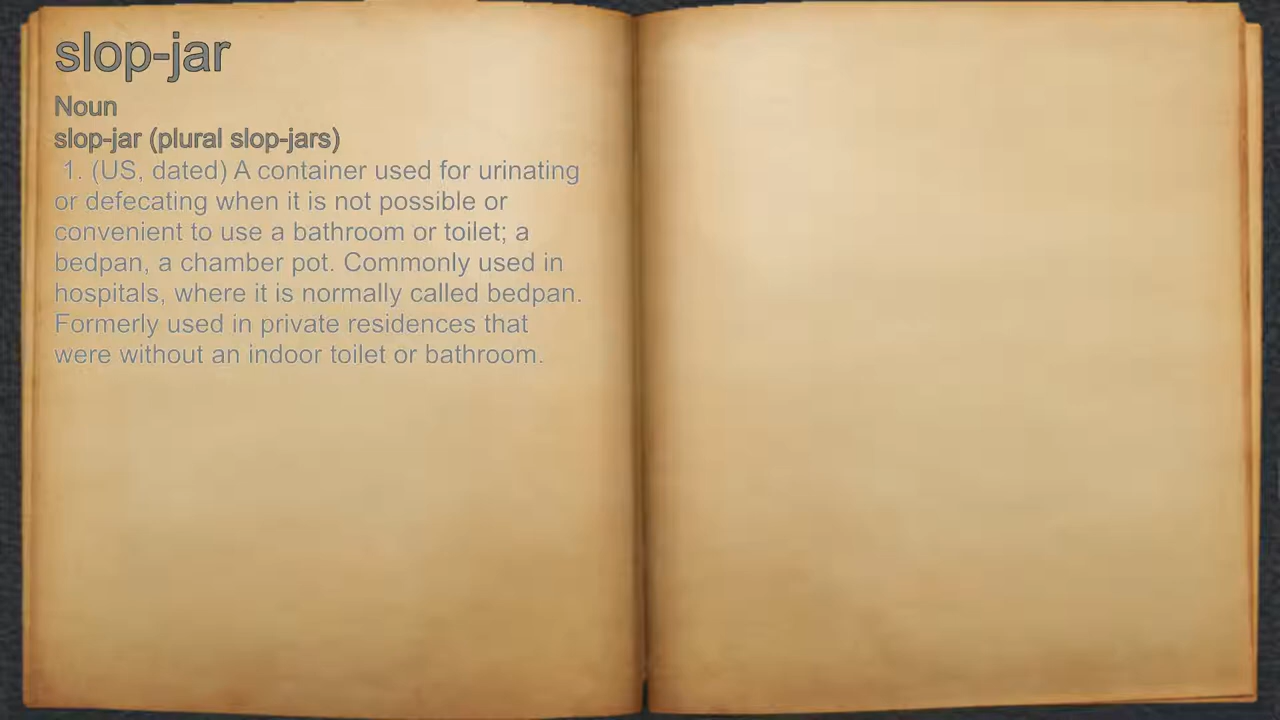 slop-jar
Noun
slop-jar (plural slop-jars)
1. (US, dated) A container used for urinating
or defecating when it is not possible or
convenient to use a bathroom or toilet; a
bedpan, a chamber pot. Commonly used in
hospitals, where it is normally called bedpan.
Formerly used in private residences that
were without an indoor toilet or bathroom.